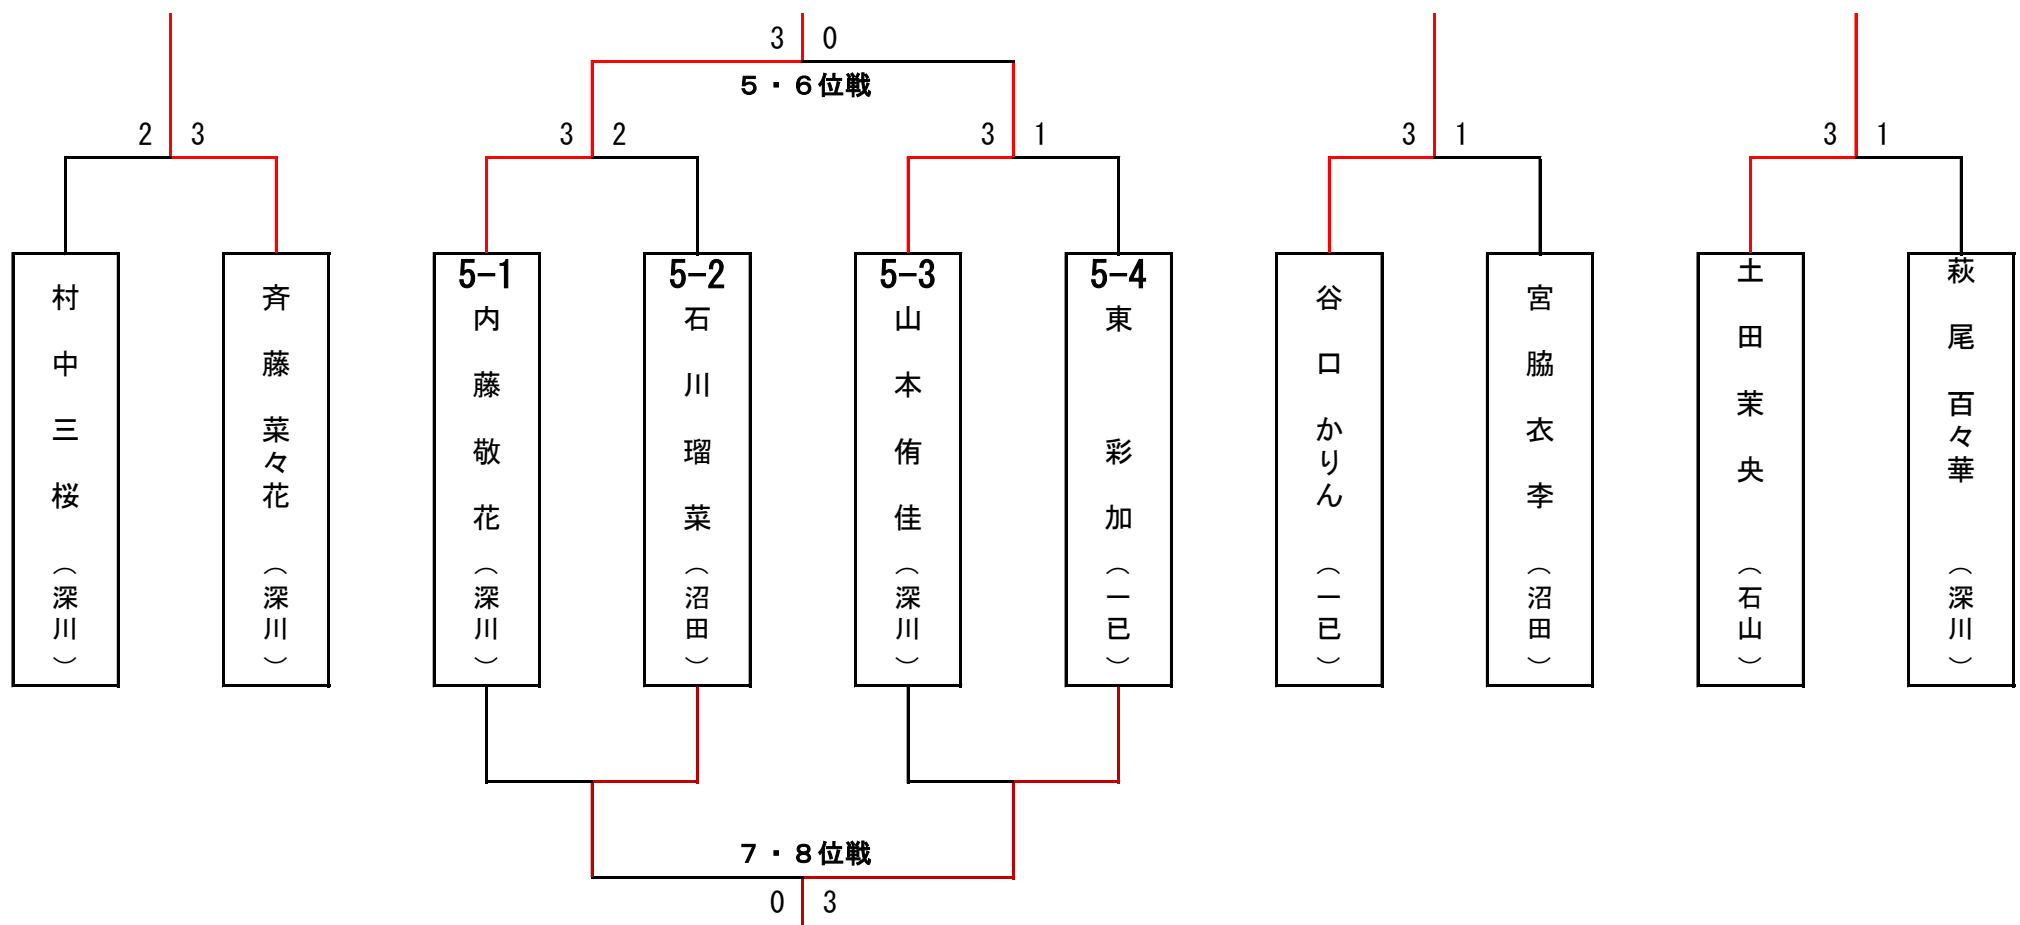 3 0
5・6位戦
2 3
3 2
3 1
3 1
3 1
村中三桜（深川）
斉藤菜々花（深川）
5-1
内藤敬花（深川）
5-2
石川瑠菜（沼田）
5-3
山本侑佳（深川）
5-4
東彩加（一已）
谷口かりん（一已）
宮脇衣李（沼田）
土田茉央（石山）
萩尾百々華（深川）
7・8位戦
0 3